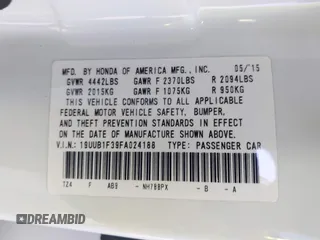 MFD. BY HONDA OF AMERICA MFG., INC. 05/15
GVWR 4442LBS GAWR F 2370LBS R 2094LBS
GVWR 2015KG GAWR F 1075KG R 950KG
THIS VEHICLE CONFORMS TO ALL APPLICABLE
FEDERAL MOTOR VEHICLE SAFETY, BUMPER,
AND THEFT PREVENTION STANDARDS IN EFFECT
ON THE DATE OF MANUFACTURE SHOWN ABOVE.
V.I.N.: 19UUB1F39FA024188 TYPE: PASSENGER CAR
TZ4 F AB9 - NH788PX - B - A
© DREAMBID